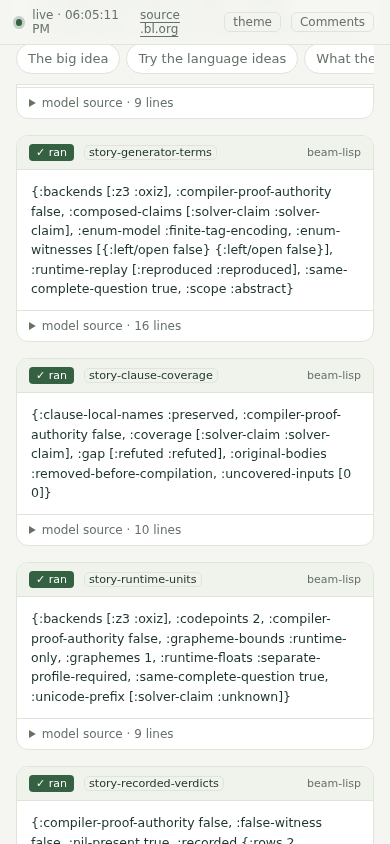 live · 06:05:11
PM
source
.bl.org
theme
Comments
The big idea
Try the language ideas
What the
▶ model source · 9 lines
✓ ran story-generator-terms beam-lisp
{:backends [:z3 :oxiz], :compiler-proof-authority
false, :composed-claims [:solver-claim :solver-
claim], :enum-model :finite-tag-encoding, :enum-
witnesses [{:left/open false} {:left/open false}],
:runtime-replay [:reproduced :reproduced], :same-
complete-question true, :scope :abstract}
▶ model source · 16 lines
✓ ran story-clause-coverage beam-lisp
{:clause-local-names :preserved, :compiler-proof-
authority false, :coverage [:solver-claim :solver-
claim], :gap [:refuted :refuted], :original-bodies
:removed-before-compilation, :uncovered-inputs [0
0]}
▶ model source · 10 lines
✓ ran story-runtime-units beam-lisp
{:backends [:z3 :oxiz], :codepoints 2, :compiler-
proof-authority false, :grapheme-bounds :runtime-
only, :graphemes 1, :runtime-floats :separate-
profile-required, :same-complete-question true,
:unicode-prefix [:solver-claim :unknown]}
▶ model source · 9 lines
✓ ran story-recorded-verdicts beam-lisp
{:compiler-proof-authority false, :false-witness
false, :nil-present true, :recorded {:rows 2,